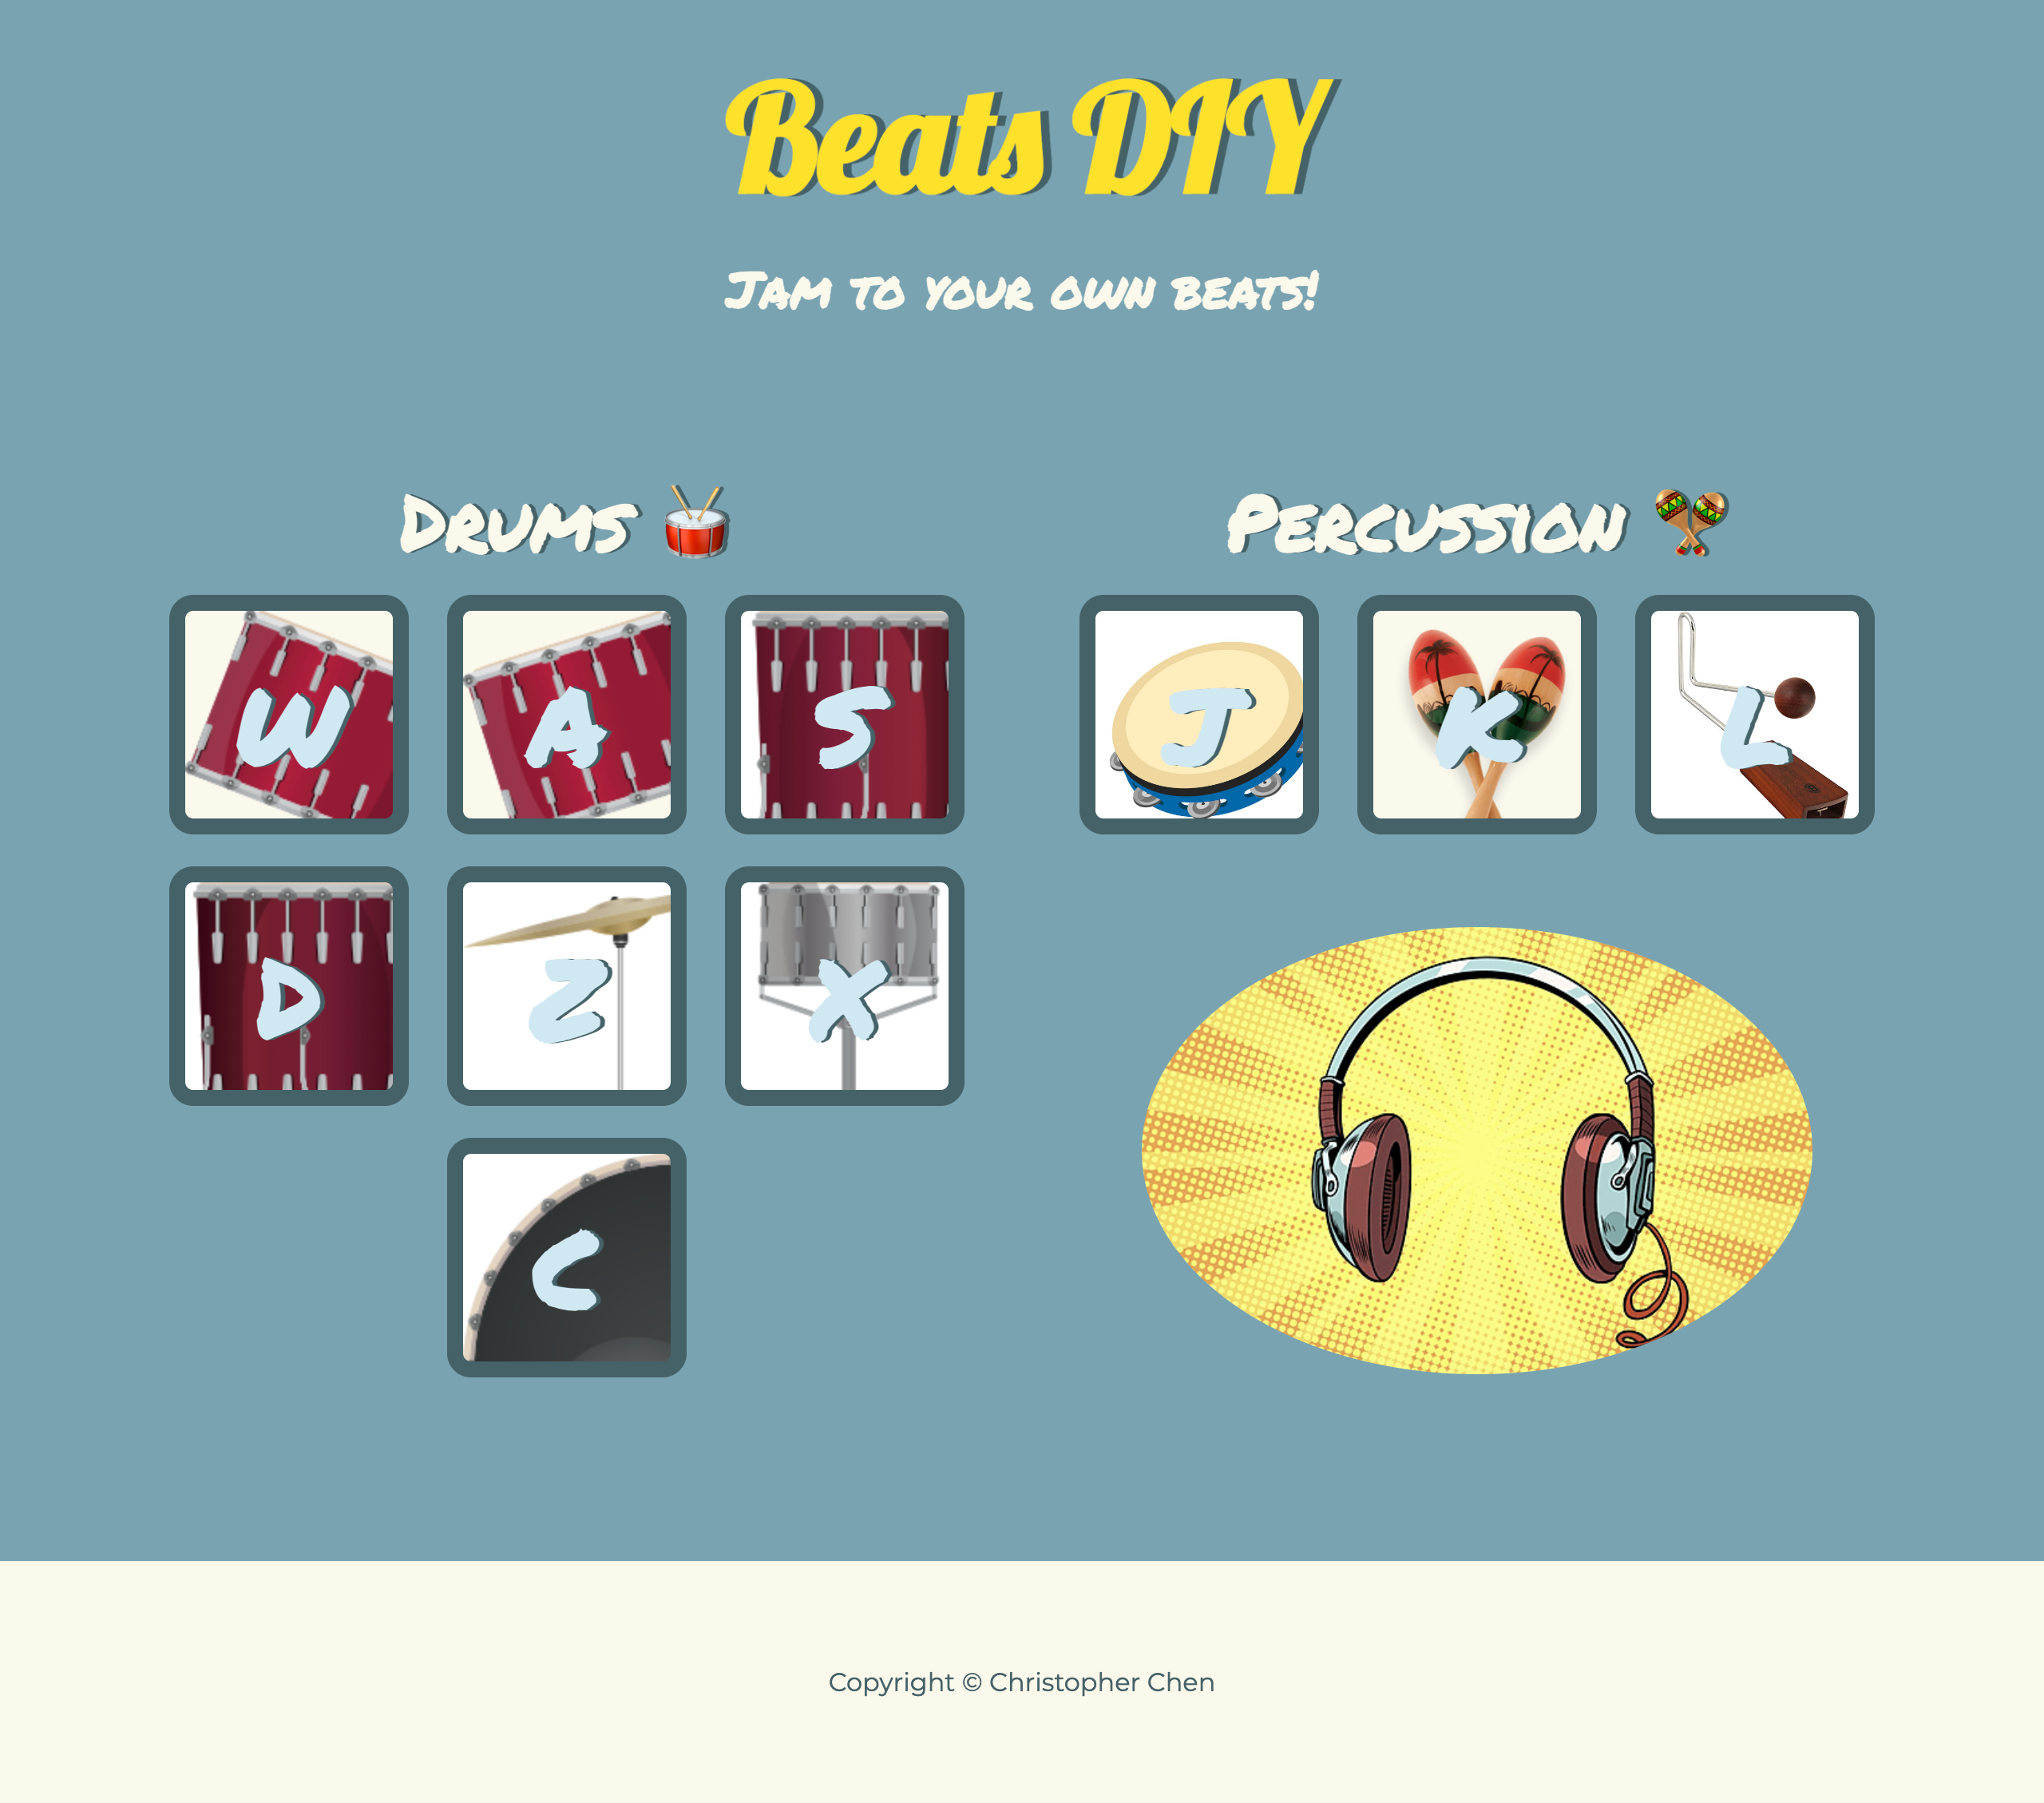 Beats DIY
Jam to your own beats!
Drums 🥁
W
A
S
D
Z
X
C
Percussion 🪇
J
K
L
Copyright © Christopher Chen